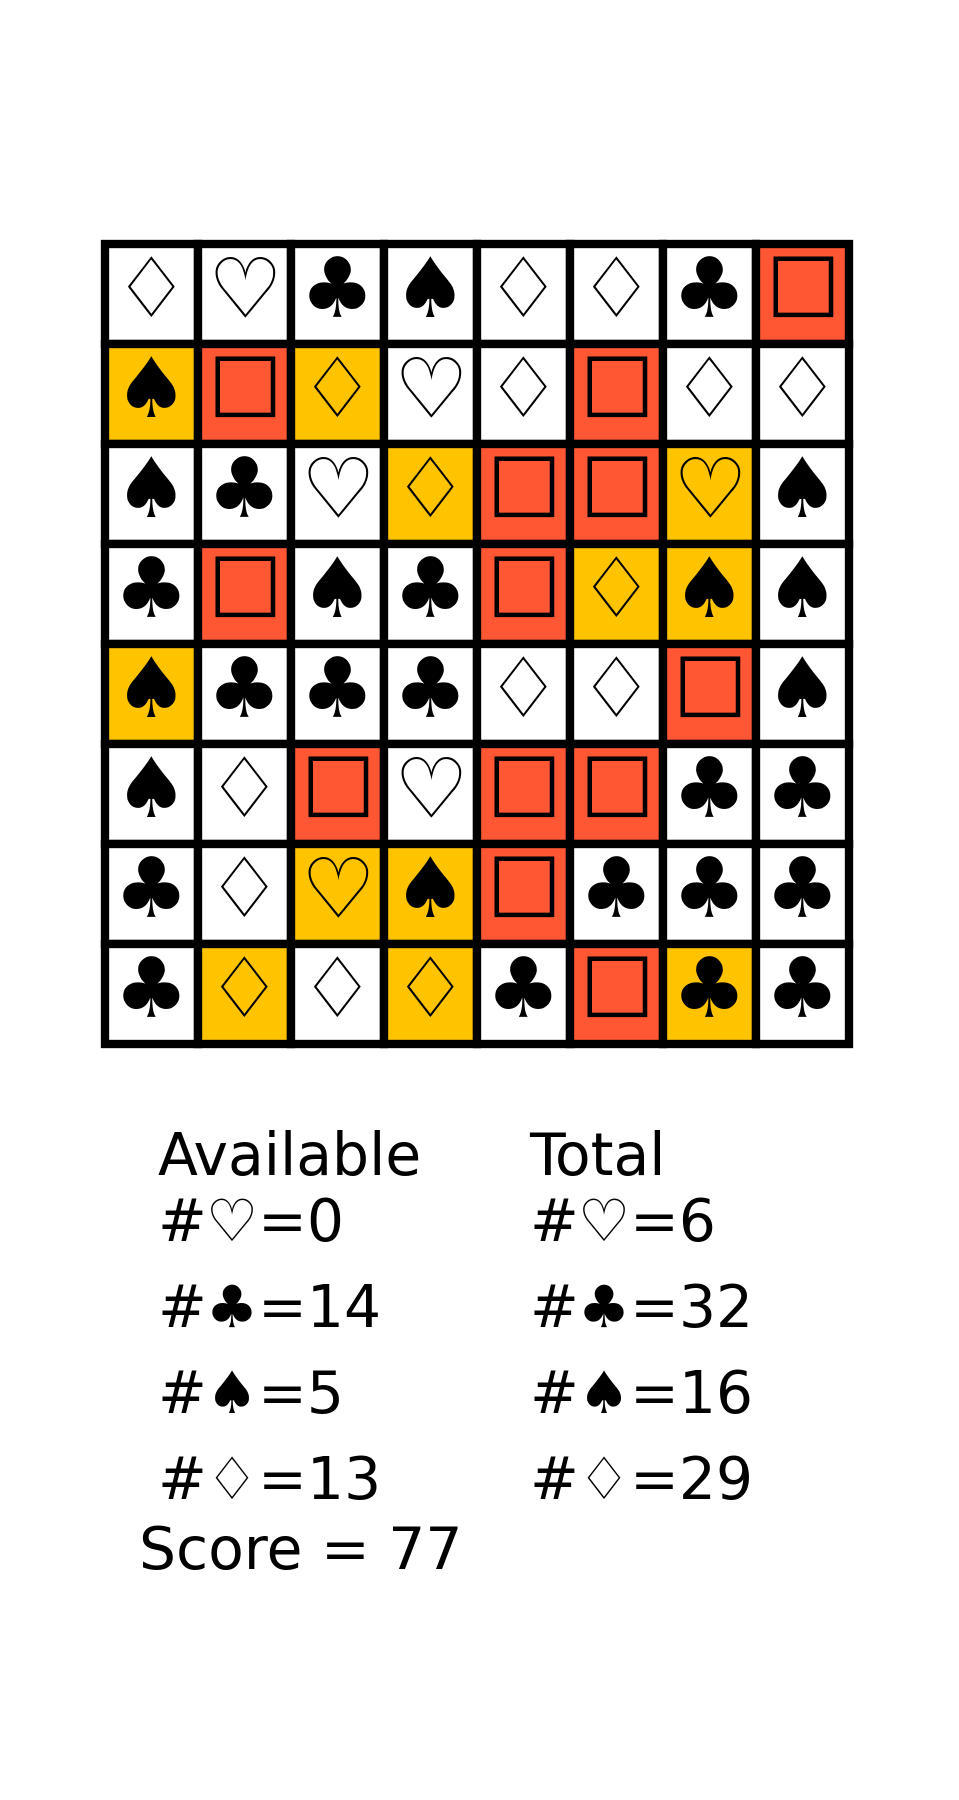 ♢ ♡ ♣ ♠ ♢ ♢ ♣ □
♠ □ ♢ ♡ ♢ □ ♢ ♢
♠ ♣ ♡ ♢ □ □ ♡ ♠
♣ □ ♠ ♣ □ ♢ ♠ ♠
♠ ♣ ♣ ♣ ♢ ♢ □ ♠
♠ ♢ □ ♡ □ □ ♣ ♣
♣ ♢ ♡ ♠ □ ♣ ♣ ♣
♣ ♢ ♢ ♢ ♣ □ ♣ ♣
Available Total
#♡=0 #♡=6
#♣=14 #♣=32
#♠=5 #♠=16
#♢=13 #♢=29
Score = 77